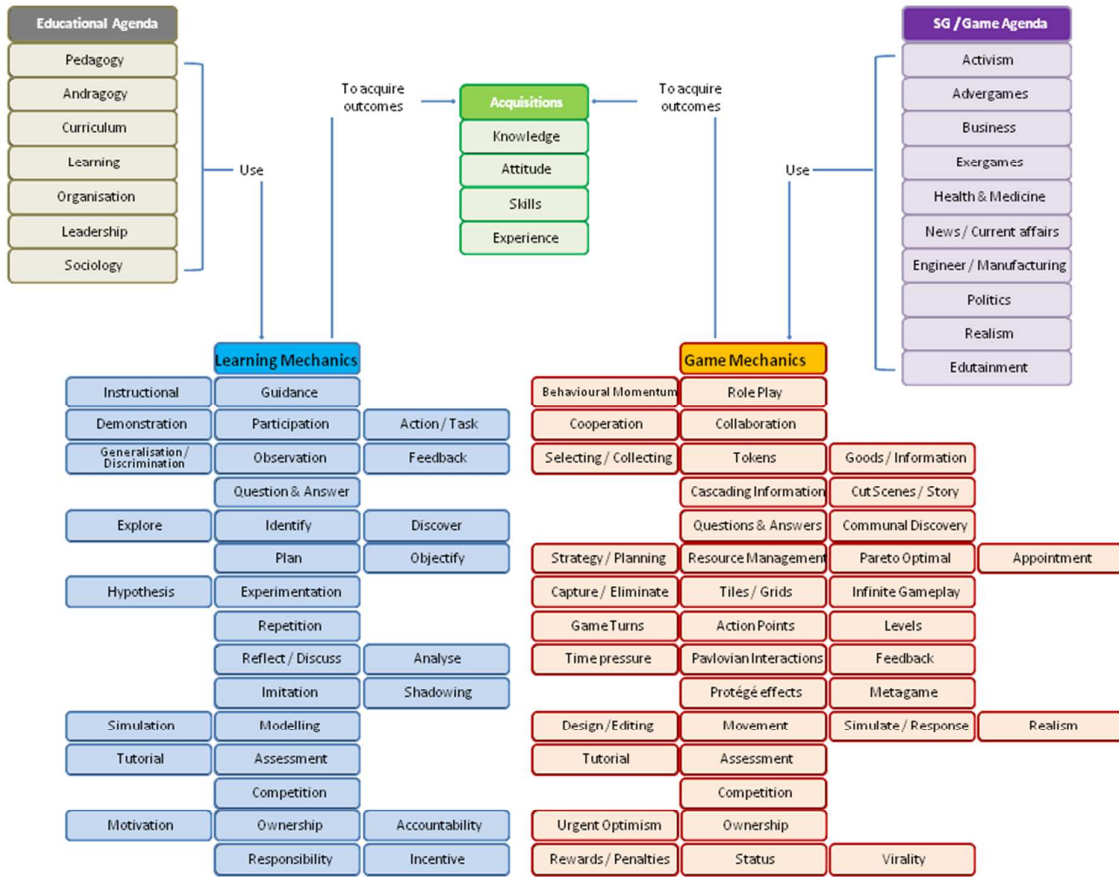 Educational Agenda
Pedagogy
Andragogy
Curriculum
Learning
Organisation
Leadership
Sociology
Use
To acquire
outcomes
Acquisitions
Knowledge
Attitude
Skills
Experience
To acquire
outcomes
Use
SG / Game Agenda
Activism
Advergames
Business
Exergames
Health & Medicine
News / Current affairs
Engineer / Manufacturing
Politics
Realism
Edutainment
Learning Mechanics
Instructional
Guidance
Demonstration
Participation
Action / Task
Generalisation /
Discrimination
Observation
Feedback
Question & Answer
Explore
Identify
Discover
Plan
Objectify
Hypothesis
Experimentation
Repetition
Reflect / Discuss
Analyse
Imitation
Shadowing
Simulation
Modelling
Tutorial
Assessment
Competition
Motivation
Ownership
Accountability
Responsibility
Incentive
Game Mechanics
Behavioural Momentum
Role Play
Cooperation
Collaboration
Selecting / Collecting
Tokens
Goods / Information
Cascading Information
Cut Scenes / Story
Questions & Answers
Communal Discovery
Strategy / Planning
Resource Management
Pareto Optimal
Appointment
Capture / Eliminate
Tiles / Grids
Infinite Gameplay
Game Turns
Action Points
Levels
Time pressure
Pavlovian Interactions
Feedback
Protégé effects
Metagame
Design / Editing
Movement
Simulate / Response
Realism
Tutorial
Assessment
Competition
Urgent Optimism
Ownership
Rewards / Penalties
Status
Virality